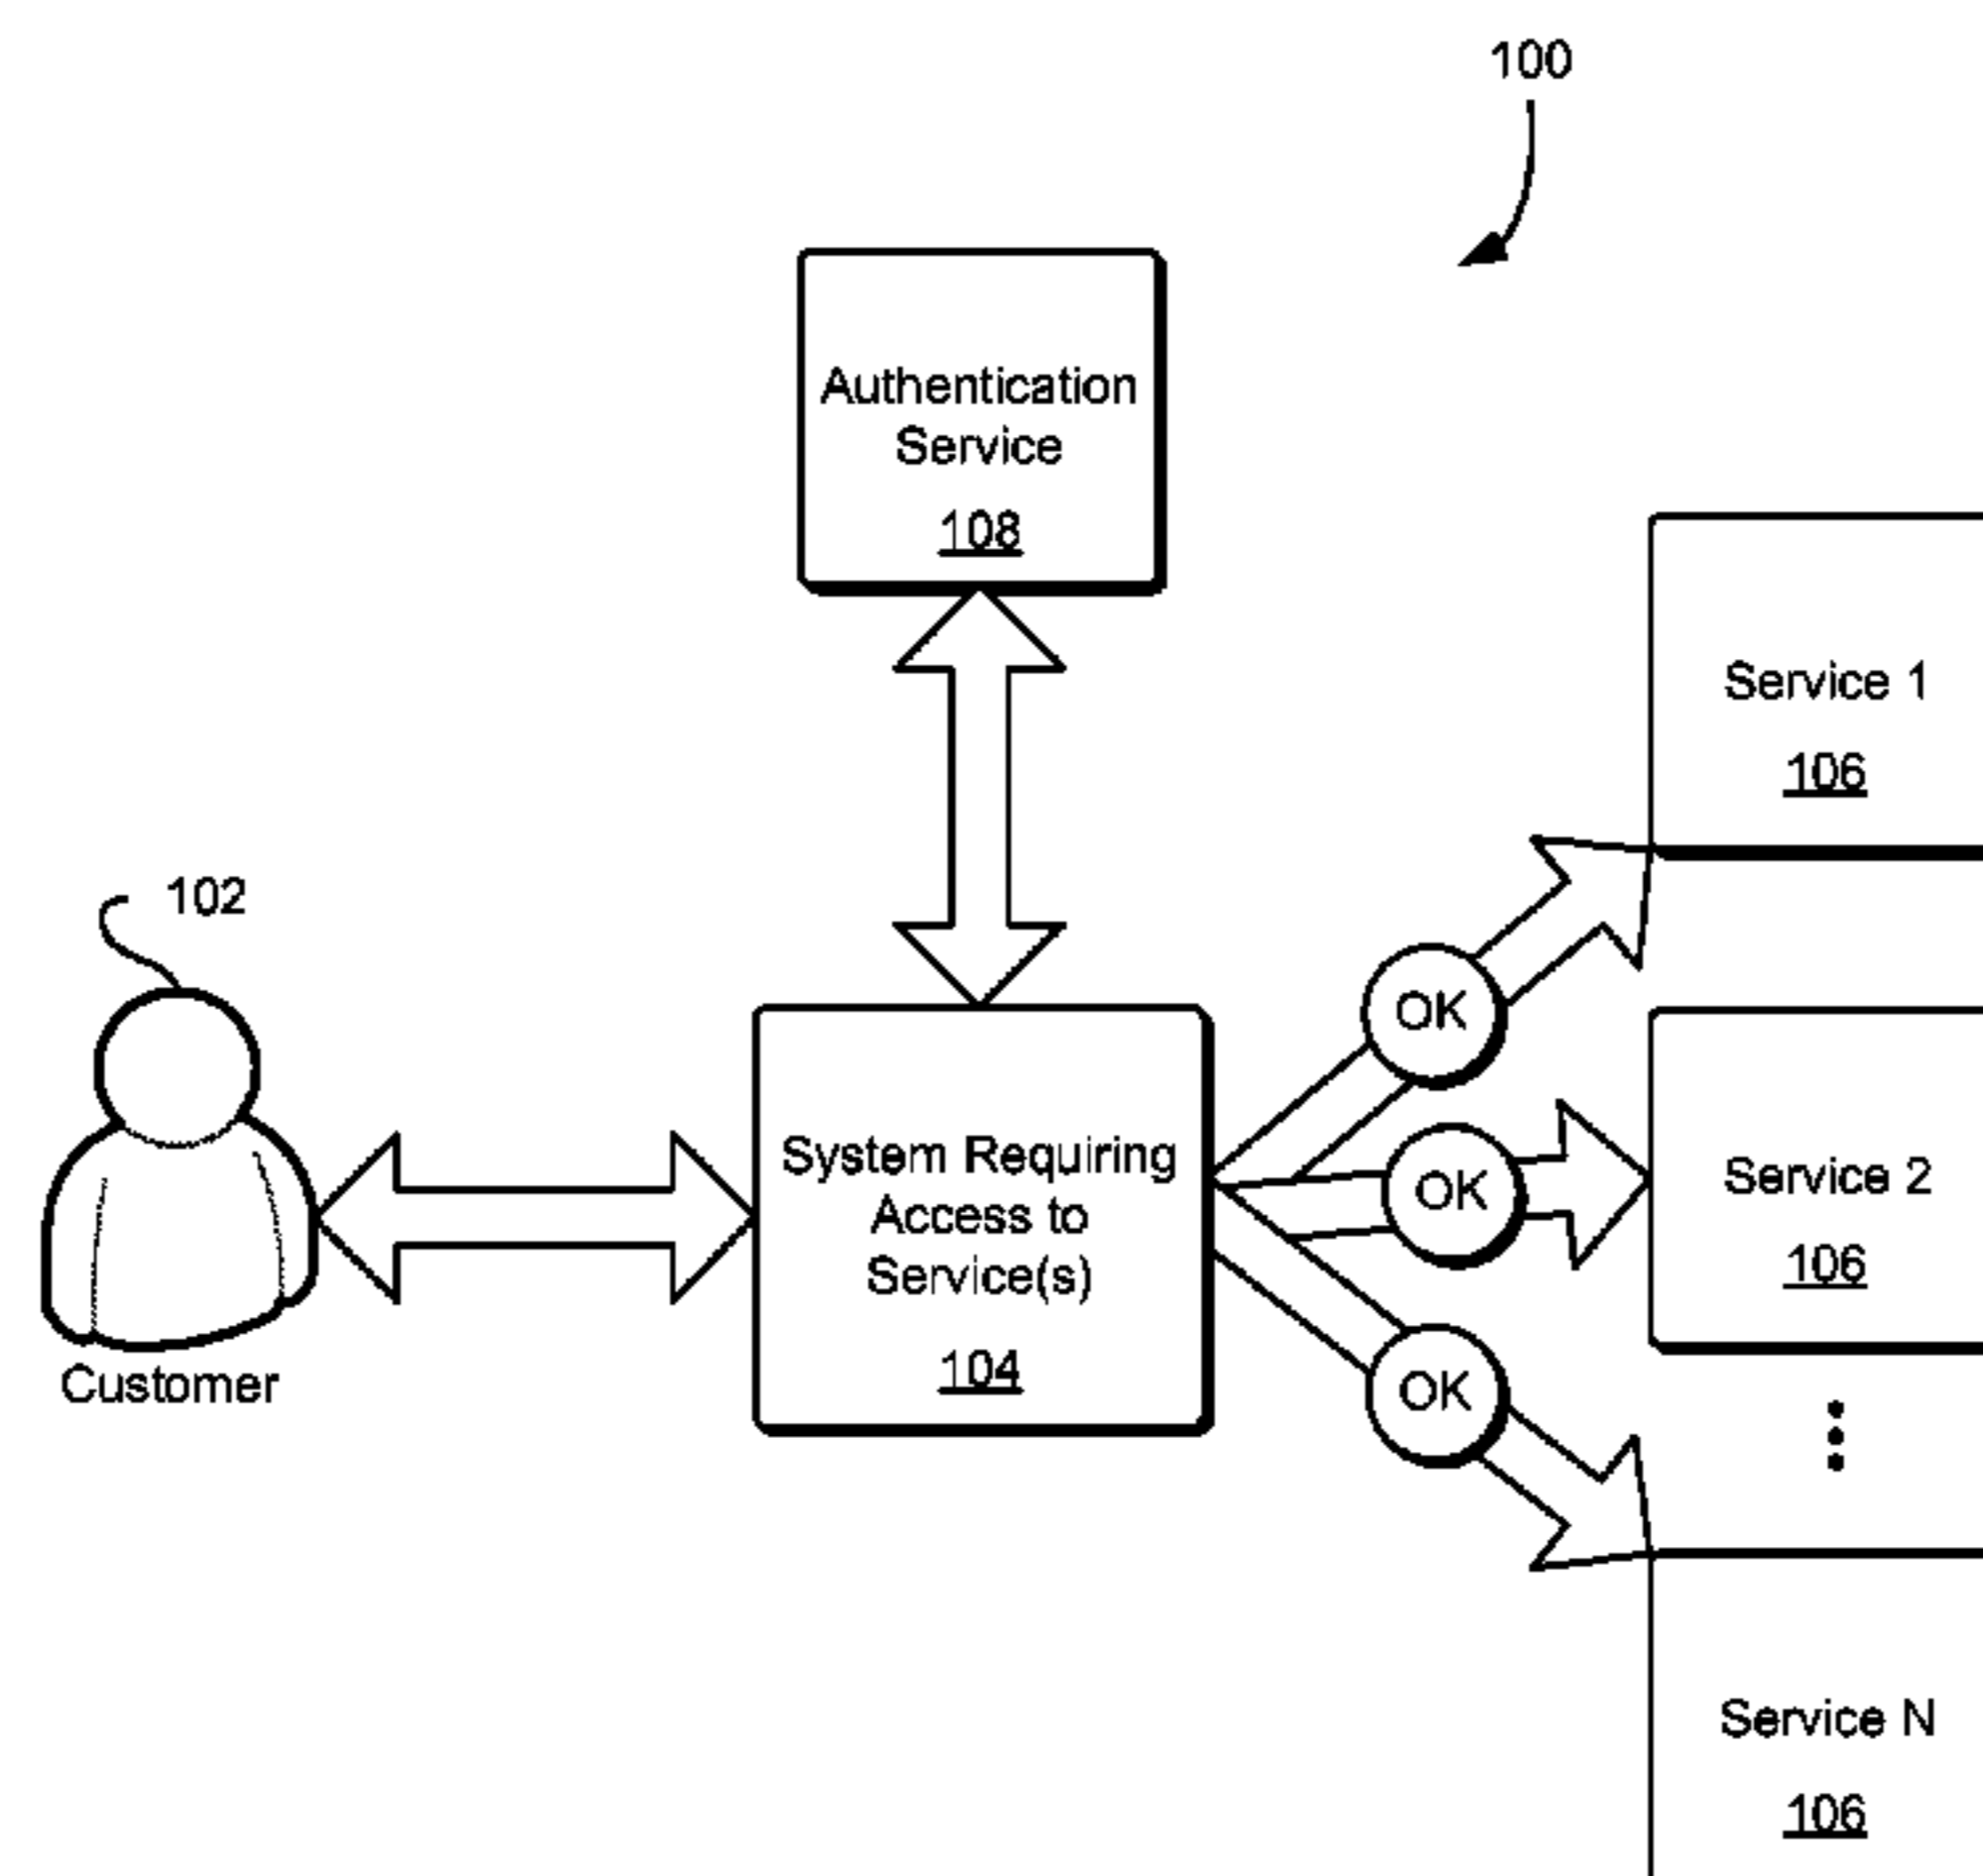 100
Authentication
Service
108
Service 1
106
102
OK
System Requiring
Access to
Service(s)
104
OK
Service 2
106
Customer
OK
Service N
106